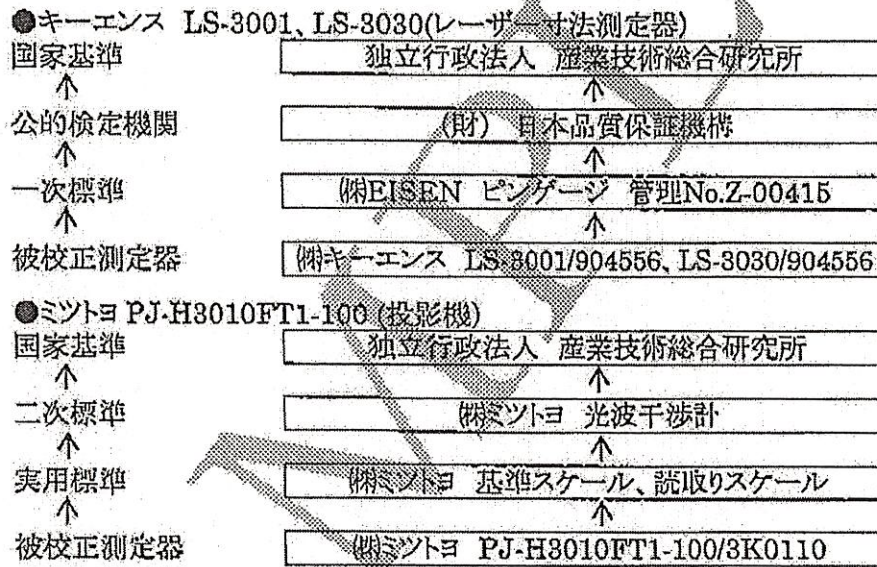 ●キーエンス LS-3001、LS-3030(レーザー寸法測定器)
国家基準 独立行政法人 産業技術総合研究所
↑ ↑
公的検定機関 (財) 日本品質保証機構
↑ ↑
一次標準 ㈱EISEN ピンゲージ 管理No.Z-00415
↑ ↑
被校正測定器 ㈱キーエンス LS-3001/904556、LS-3030/904556
●ミツトヨ PJ-H3010FT1-100 (投影機)
国家基準 独立行政法人 産業技術総合研究所
↑ ↑
二次標準 ㈱ミツトヨ 光波干渉計
↑ ↑
実用標準 ㈱ミツトヨ 基準スケール、読取りスケール
↑ ↑
被校正測定器 ㈱ミツトヨ PJ-H3010FT1-100/3K0110